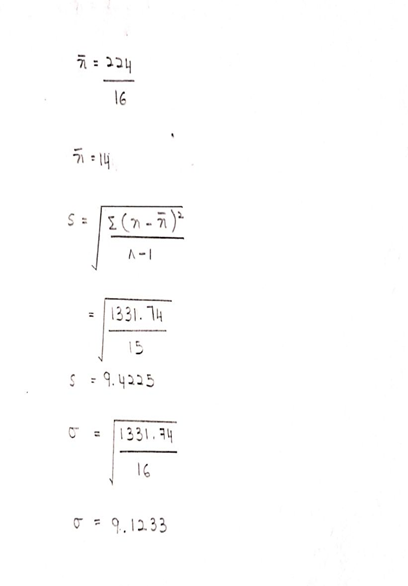 x̄ = 224
16
x̄ = 14
S = √ Σ(x - x̄)²
n-1
= √ 1331.74
15
S = 9.4225
σ = √ 1331.74
16
σ = 9.1233